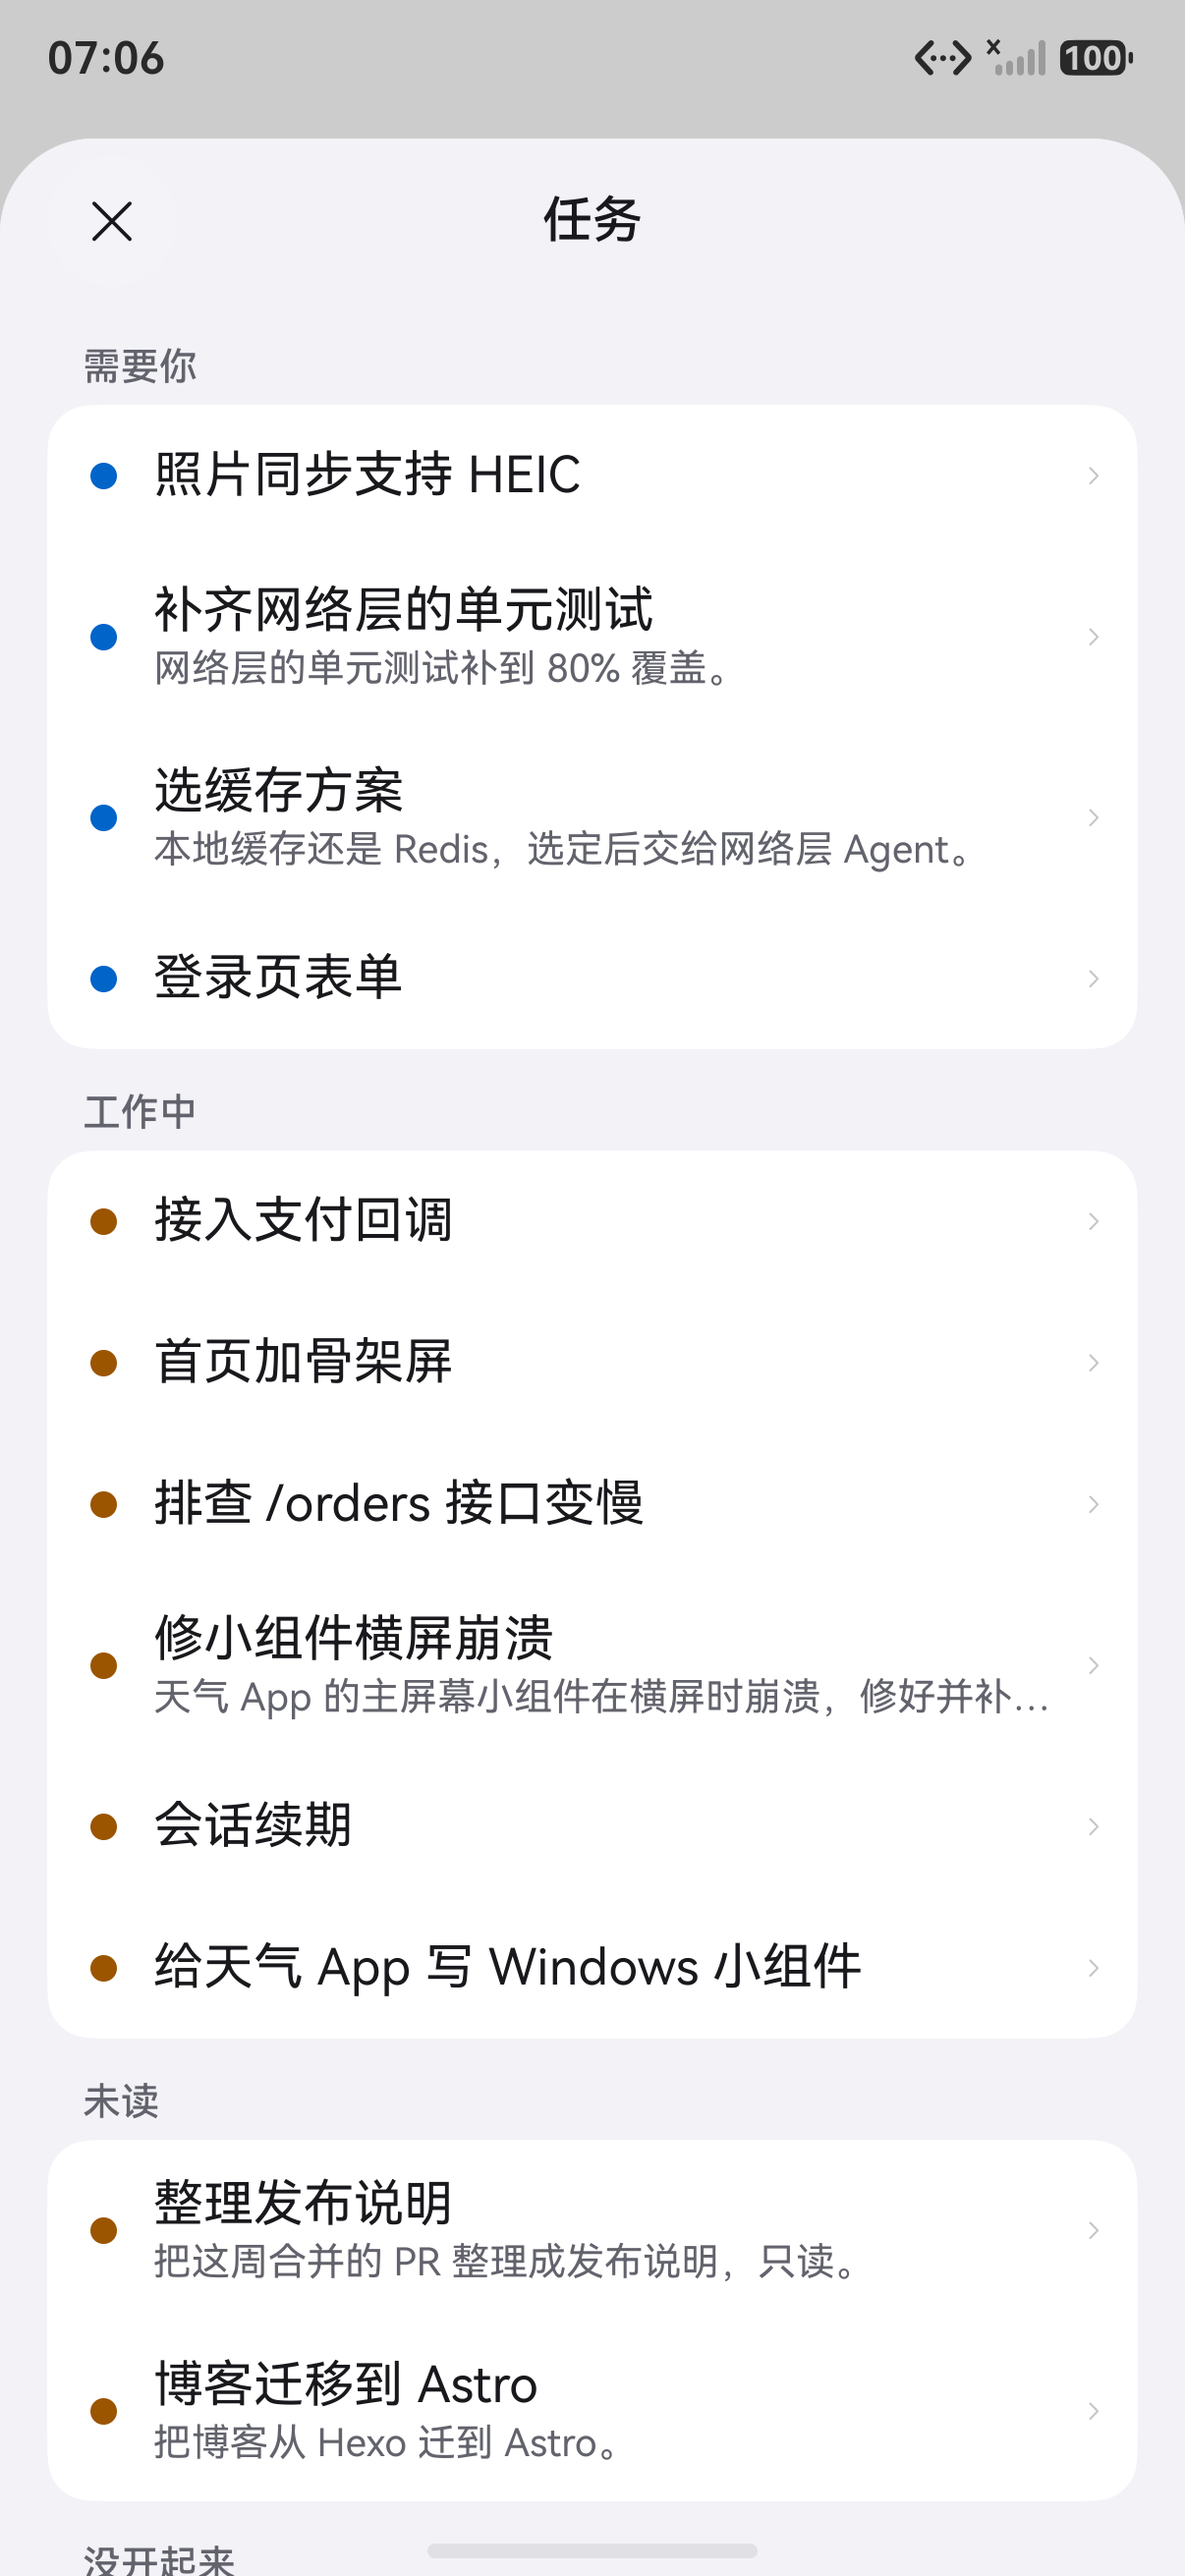 07:06
100
任务
需要你
照片同步支持 HEIC
补齐网络层的单元测试
网络层的单元测试补到 80% 覆盖。
选缓存方案
本地缓存还是 Redis，选定后交给网络层 Agent。
登录页表单
工作中
接入支付回调
首页加骨架屏
排查 /orders 接口变慢
修小组件横屏崩溃
天气 App 的主屏幕小组件在横屏时崩溃，修好并补…
会话续期
给天气 App 写 Windows 小组件
未读
整理发布说明
把这周合并的 PR 整理成发布说明，只读。
博客迁移到 Astro
把博客从 Hexo 迁到 Astro。
没开起来